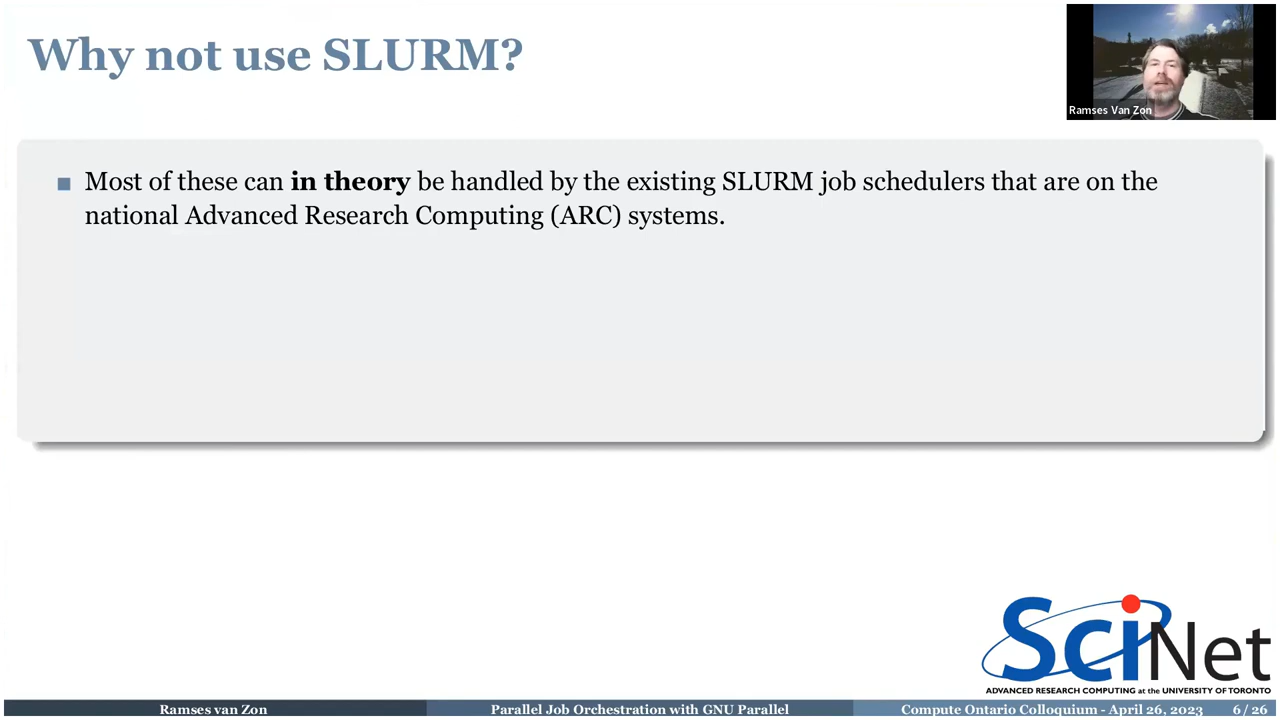 Why not use SLURM?
Ramses Van Zon
Most of these can in theory be handled by the existing SLURM job schedulers that are on the
national Advanced Research Computing (ARC) systems.
SciNet
ADVANCED RESEARCH COMPUTING at the UNIVERSITY OF TORONTO
Ramses van Zon
Parallel Job Orchestration with GNU Parallel
Compute Ontario Colloquium - April 26, 2023
6 / 26